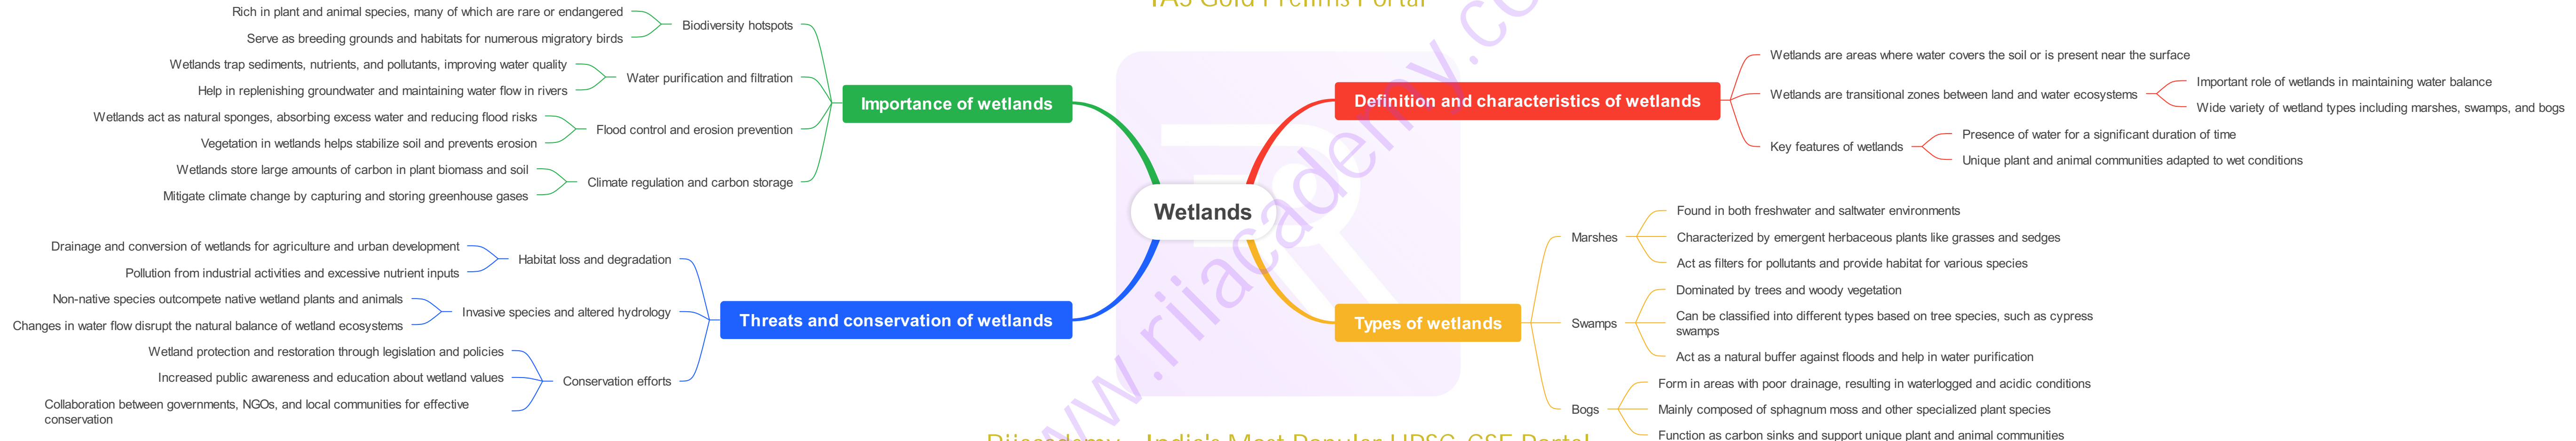 IAS Gold Prelims Portal
Wetlands
Importance of wetlands
Biodiversity hotspots
Rich in plant and animal species, many of which are rare or endangered
Serve as breeding grounds and habitats for numerous migratory birds
Water purification and filtration
Wetlands trap sediments, nutrients, and pollutants, improving water quality
Help in replenishing groundwater and maintaining water flow in rivers
Flood control and erosion prevention
Wetlands act as natural sponges, absorbing excess water and reducing flood risks
Vegetation in wetlands helps stabilize soil and prevents erosion
Climate regulation and carbon storage
Wetlands store large amounts of carbon in plant biomass and soil
Mitigate climate change by capturing and storing greenhouse gases
Threats and conservation of wetlands
Habitat loss and degradation
Drainage and conversion of wetlands for agriculture and urban development
Pollution from industrial activities and excessive nutrient inputs
Invasive species and altered hydrology
Non-native species outcompete native wetland plants and animals
Changes in water flow disrupt the natural balance of wetland ecosystems
Conservation efforts
Wetland protection and restoration through legislation and policies
Increased public awareness and education about wetland values
Collaboration between governments, NGOs, and local communities for effective
conservation
Definition and characteristics of wetlands
Wetlands are areas where water covers the soil or is present near the surface
Wetlands are transitional zones between land and water ecosystems
Important role of wetlands in maintaining water balance
Wide variety of wetland types including marshes, swamps, and bogs
Key features of wetlands
Presence of water for a significant duration of time
Unique plant and animal communities adapted to wet conditions
Types of wetlands
Marshes
Found in both freshwater and saltwater environments
Characterized by emergent herbaceous plants like grasses and sedges
Act as filters for pollutants and provide habitat for various species
Swamps
Dominated by trees and woody vegetation
Can be classified into different types based on tree species, such as cypress
swamps
Act as a natural buffer against floods and help in water purification
Bogs
Form in areas with poor drainage, resulting in waterlogged and acidic conditions
Mainly composed of sphagnum moss and other specialized plant species
Function as carbon sinks and support unique plant and animal communities
India's Most Popular UPSC-CSE Portal